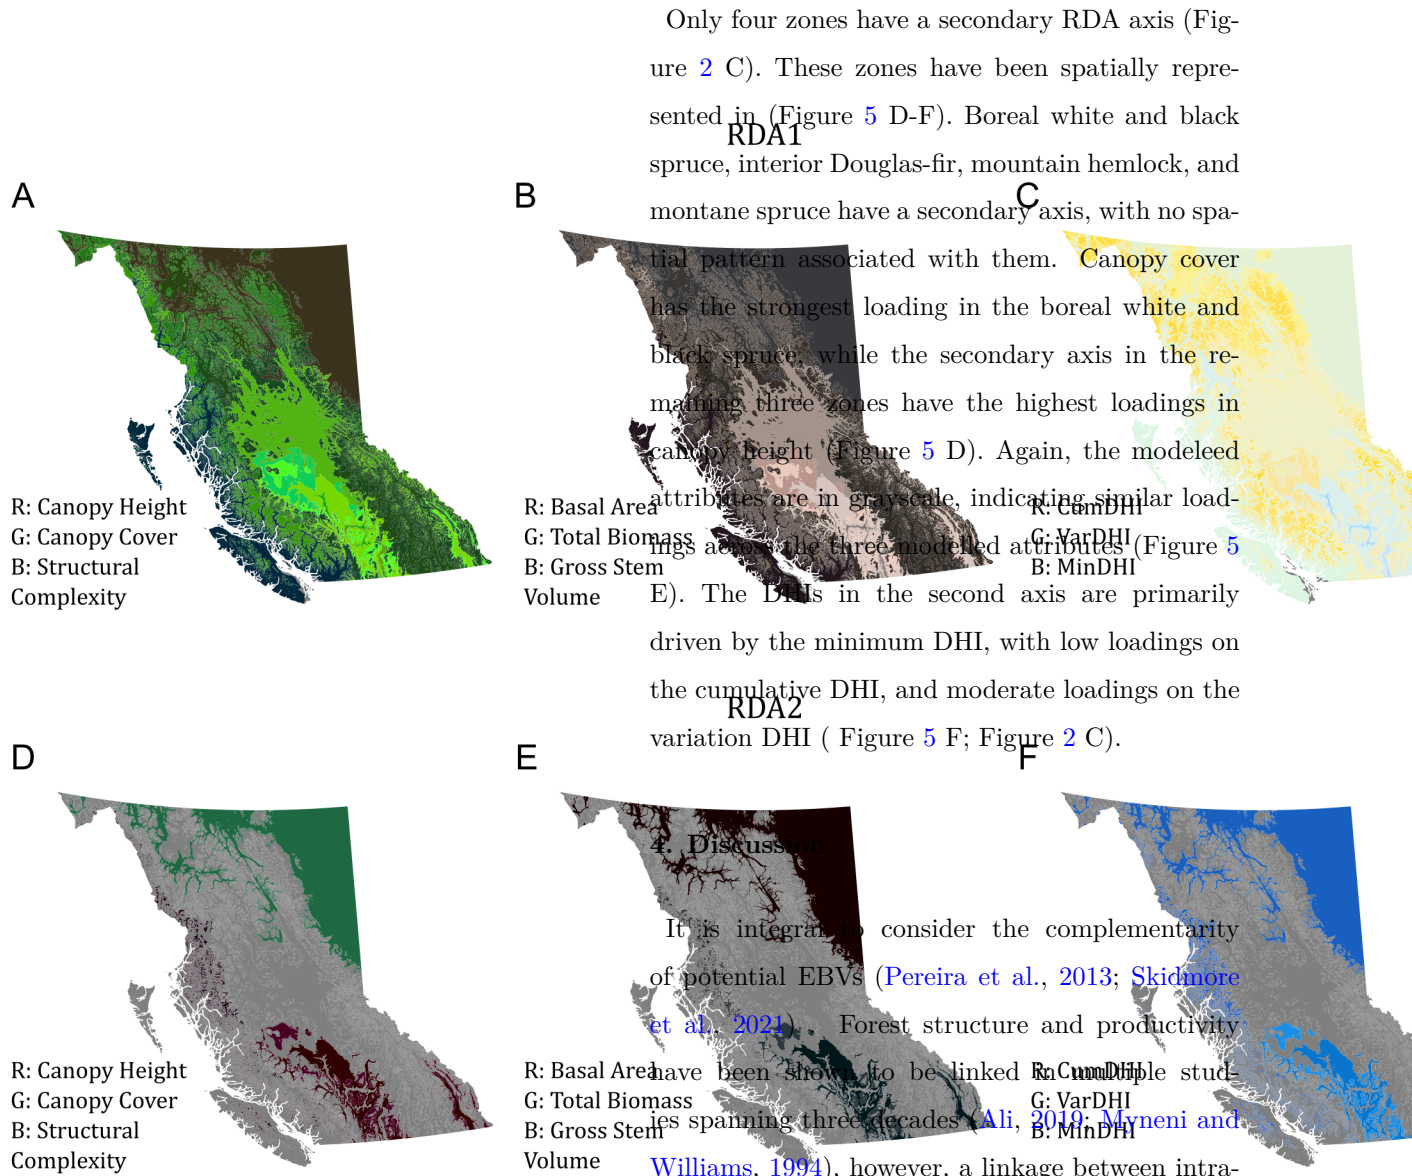 Only four zones have a secondary RDA axis (Fig-
ure 2 C). These zones have been spatially repre-
sented in (Figure 5 D-F). Boreal white and black
spruce, interior Douglas-fir, mountain hemlock, and
montane spruce have a secondary axis, with no spa-
tial pattern associated with them. Canopy cover
has the strongest loading in the boreal white and
black spruce, while the secondary axis in the re-
maining three zones have the highest loadings in
canopy height (Figure 5 D). Again, the modeleed
attributes are in grayscale, indicating similar load-
ings across the three modelled attributes (Figure 5
E). The DHIs in the second axis are primarily
driven by the minimum DHI, with low loadings on
the cumulative DHI, and moderate loadings on the
variation DHI ( Figure 5 F; Figure 2 C).
4. Discussion
It is integral to consider the complementarity
of potential EBVs (Pereira et al., 2013; Skidmore
et al., 2021). Forest structure and productivity
have been shown to be linked in multiple stud-
ies spanning three decades (Ali, 2019; Myneni and
Williams, 1994), however, a linkage between intra-
RDA1
A
R: Canopy Height
G: Canopy Cover
B: Structural
Complexity
B
R: Basal Area
G: Total Biomass
B: Gross Stem
Volume
C
R: CumDHI
G: VarDHI
B: MinDHI
RDA2
D
R: Canopy Height
G: Canopy Cover
B: Structural
Complexity
E
R: Basal Area
G: Total Biomass
B: Gross Stem
Volume
F
R: CumDHI
G: VarDHI
B: MinDHI